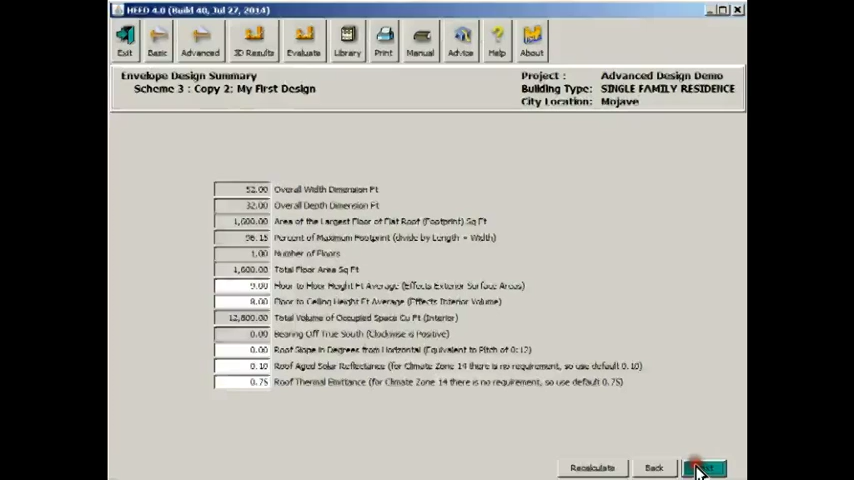 HEED 4.0 (Build 40, Jul 27, 2014)
Exit Basic Advanced 3D Results Evaluate Library Print Manual Advice Help About
Envelope Design Summary
Scheme 3 : Copy 2: My First Design
Project : Advanced Design Demo
Building Type: SINGLE FAMILY RESIDENCE
City Location: Mojave
52.00 Overall Width Dimension Ft
32.00 Overall Depth Dimension Ft
1,600.00 Area of the Largest Floor of Flat Roof (Footprint) Sq Ft
96.15 Percent of Maximum Footprint (divide by Length * Width)
1.00 Number of Floors
1,600.00 Total Floor Area Sq Ft
9.00 Floor to Floor Height Ft Average (Effects Exterior Surface Areas)
8.00 Floor to Ceiling Height Ft Average (Effects Interior Volume)
12,800.00 Total Volume of Occupied Space Cu Ft (Interior)
0.00 Bearing Off True South (Clockwise is Positive)
0.00 Roof Slope in Degrees from Horizontal (Equivalent to Pitch of 0:12)
0.10 Roof Aged Solar Reflectance (for Climate Zone 14 there is no requirement, so use default 0.10)
0.75 Roof Thermal Emittance (for Climate Zone 14 there is no requirement, so use default 0.75)
Recalculate Back